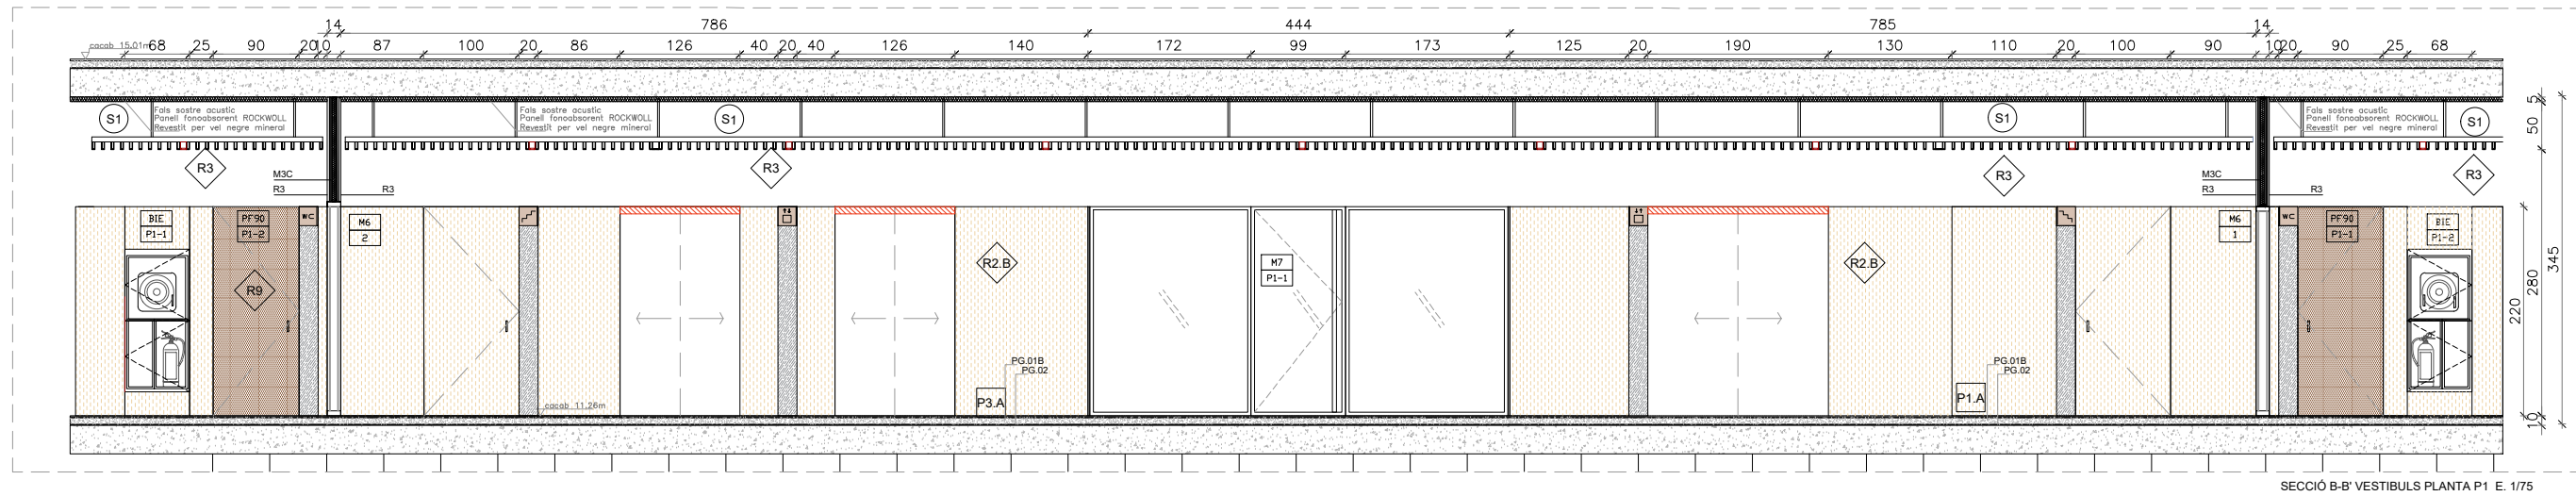 14 786 444 785 14
cacab 15.01m 68 25 90 20 10 87 100 20 86 126 40 20 40 126 140 172 99 173 125 20 190 130 110 20 100 90 10 20 90 25 68
S1
Fals sostre acustic
Panell fonoabsorent ROCKWOLL
Revestit per vel negre mineral
Fals sostre acustic
Panell fonoabsorent ROCKWOLL
Revestit per vel negre mineral
S1
S1
Fals sostre acustic
Panell fonoabsorent ROCKWOLL
Revestit per vel negre mineral
S1
5
50
280
345
220
10
R3
R3
R3
R3
M3C
R3
R3
M3C
R3
R3
BIE
P1-1
PF90
P1-2
WC
M6
2
M6
1
WC
PF90
P1-1
BIE
P1-2
R9
R2.B
M7
P1-1
R2.B
PG.01B
PG.02
P3.A
PG.01B
PG.02
P1.A
cacab 11.26m
SECCIÓ B-B' VESTIBULS PLANTA P1 E. 1/75